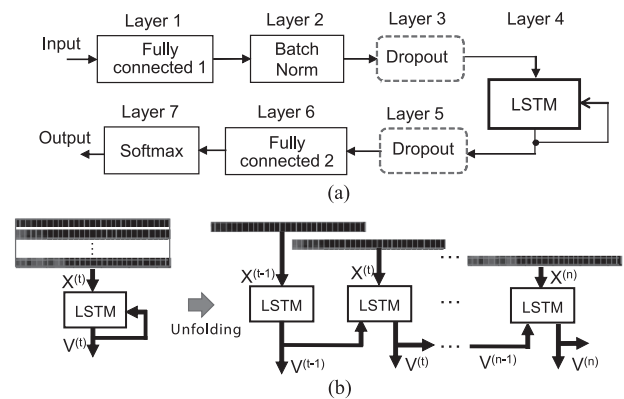 Layer 1 Layer 2 Layer 3 Layer 4
Input
Fully
connected 1
Batch
Norm
Dropout
LSTM
Layer 7 Layer 6 Layer 5
Output
Softmax
Fully
connected 2
Dropout
(a)
X(t)
LSTM
V(t)
Unfolding
X(t-1) X(t) ... X(n)
LSTM LSTM ... LSTM
V(t-1) V(t) ... V(n-1) V(n)
(b)